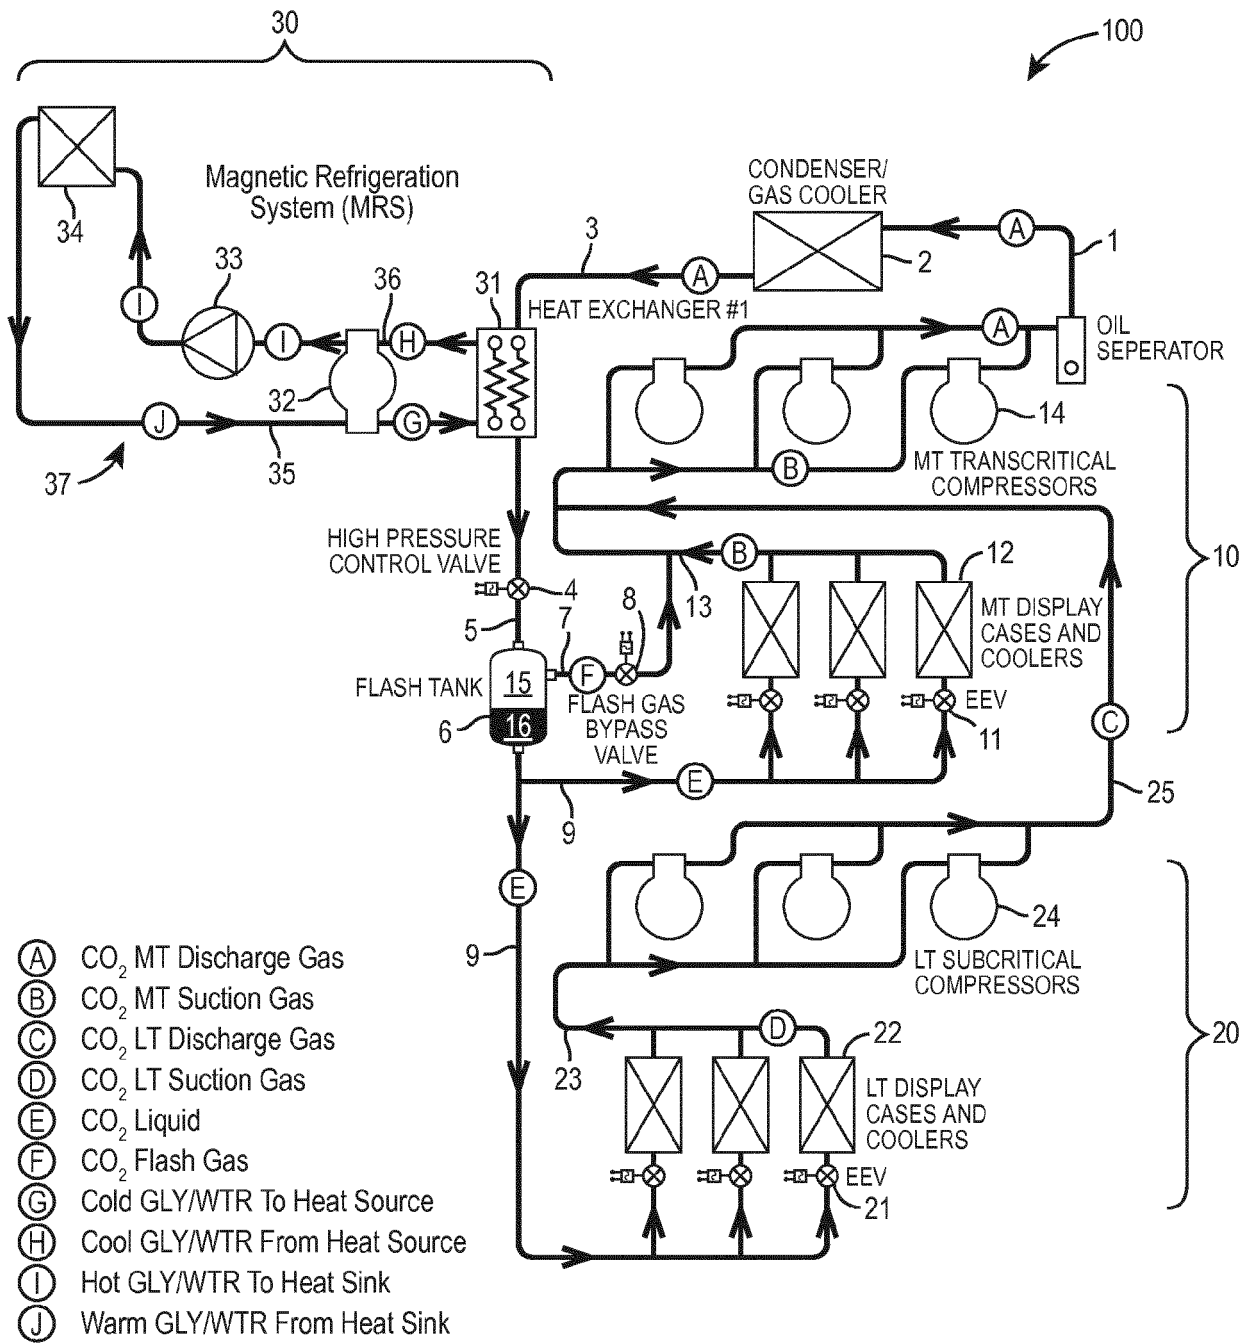 30
100
Magnetic Refrigeration
System (MRS)
CONDENSER/
GAS COOLER
34
33
36
31
3
A
A
1
2
HEAT EXCHANGER #1
I
I
H
A
OIL
SEPERATOR
32
14
J
G
35
37
B
MT TRANSCRITICAL
COMPRESSORS
10
HIGH PRESSURE
CONTROL VALVE
4
5
7
8
13
B
12
MT DISPLAY
CASES AND
COOLERS
FLASH TANK
15
16
6
F
FLASH GAS
BYPASS
VALVE
EEV
11
C
E
9
25
E
9
24
LT SUBCRITICAL
COMPRESSORS
20
D
23
22
LT DISPLAY
CASES AND
COOLERS
EEV
21
A CO2 MT Discharge Gas
B CO2 MT Suction Gas
C CO2 LT Discharge Gas
D CO2 LT Suction Gas
E CO2 Liquid
F CO2 Flash Gas
G Cold GLY/WTR To Heat Source
H Cool GLY/WTR From Heat Source
I Hot GLY/WTR To Heat Sink
J Warm GLY/WTR From Heat Sink